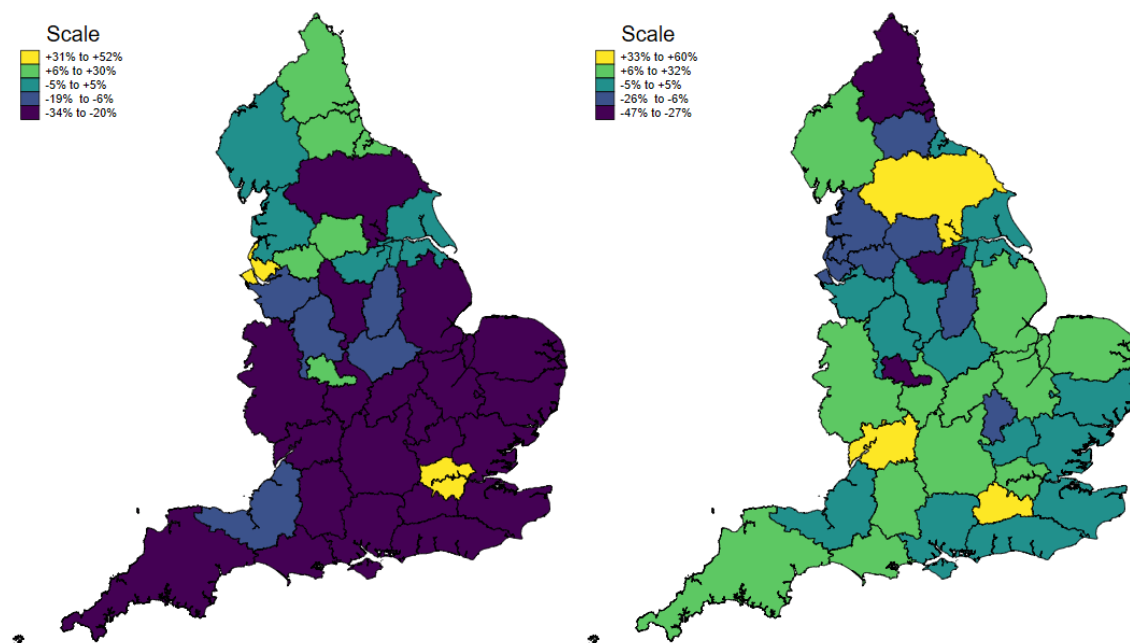 Scale
+31% to +52%
+6% to +30%
-5% to +5%
-19% to -6%
-34% to -20%
Scale
+33% to +60%
+6% to +32%
-5% to +5%
-26% to -6%
-47% to -27%